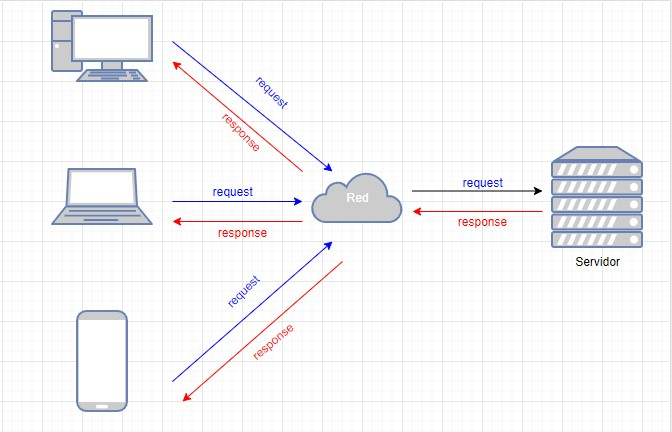 request
response
request
response
Red
request
response
Servidor
request
response